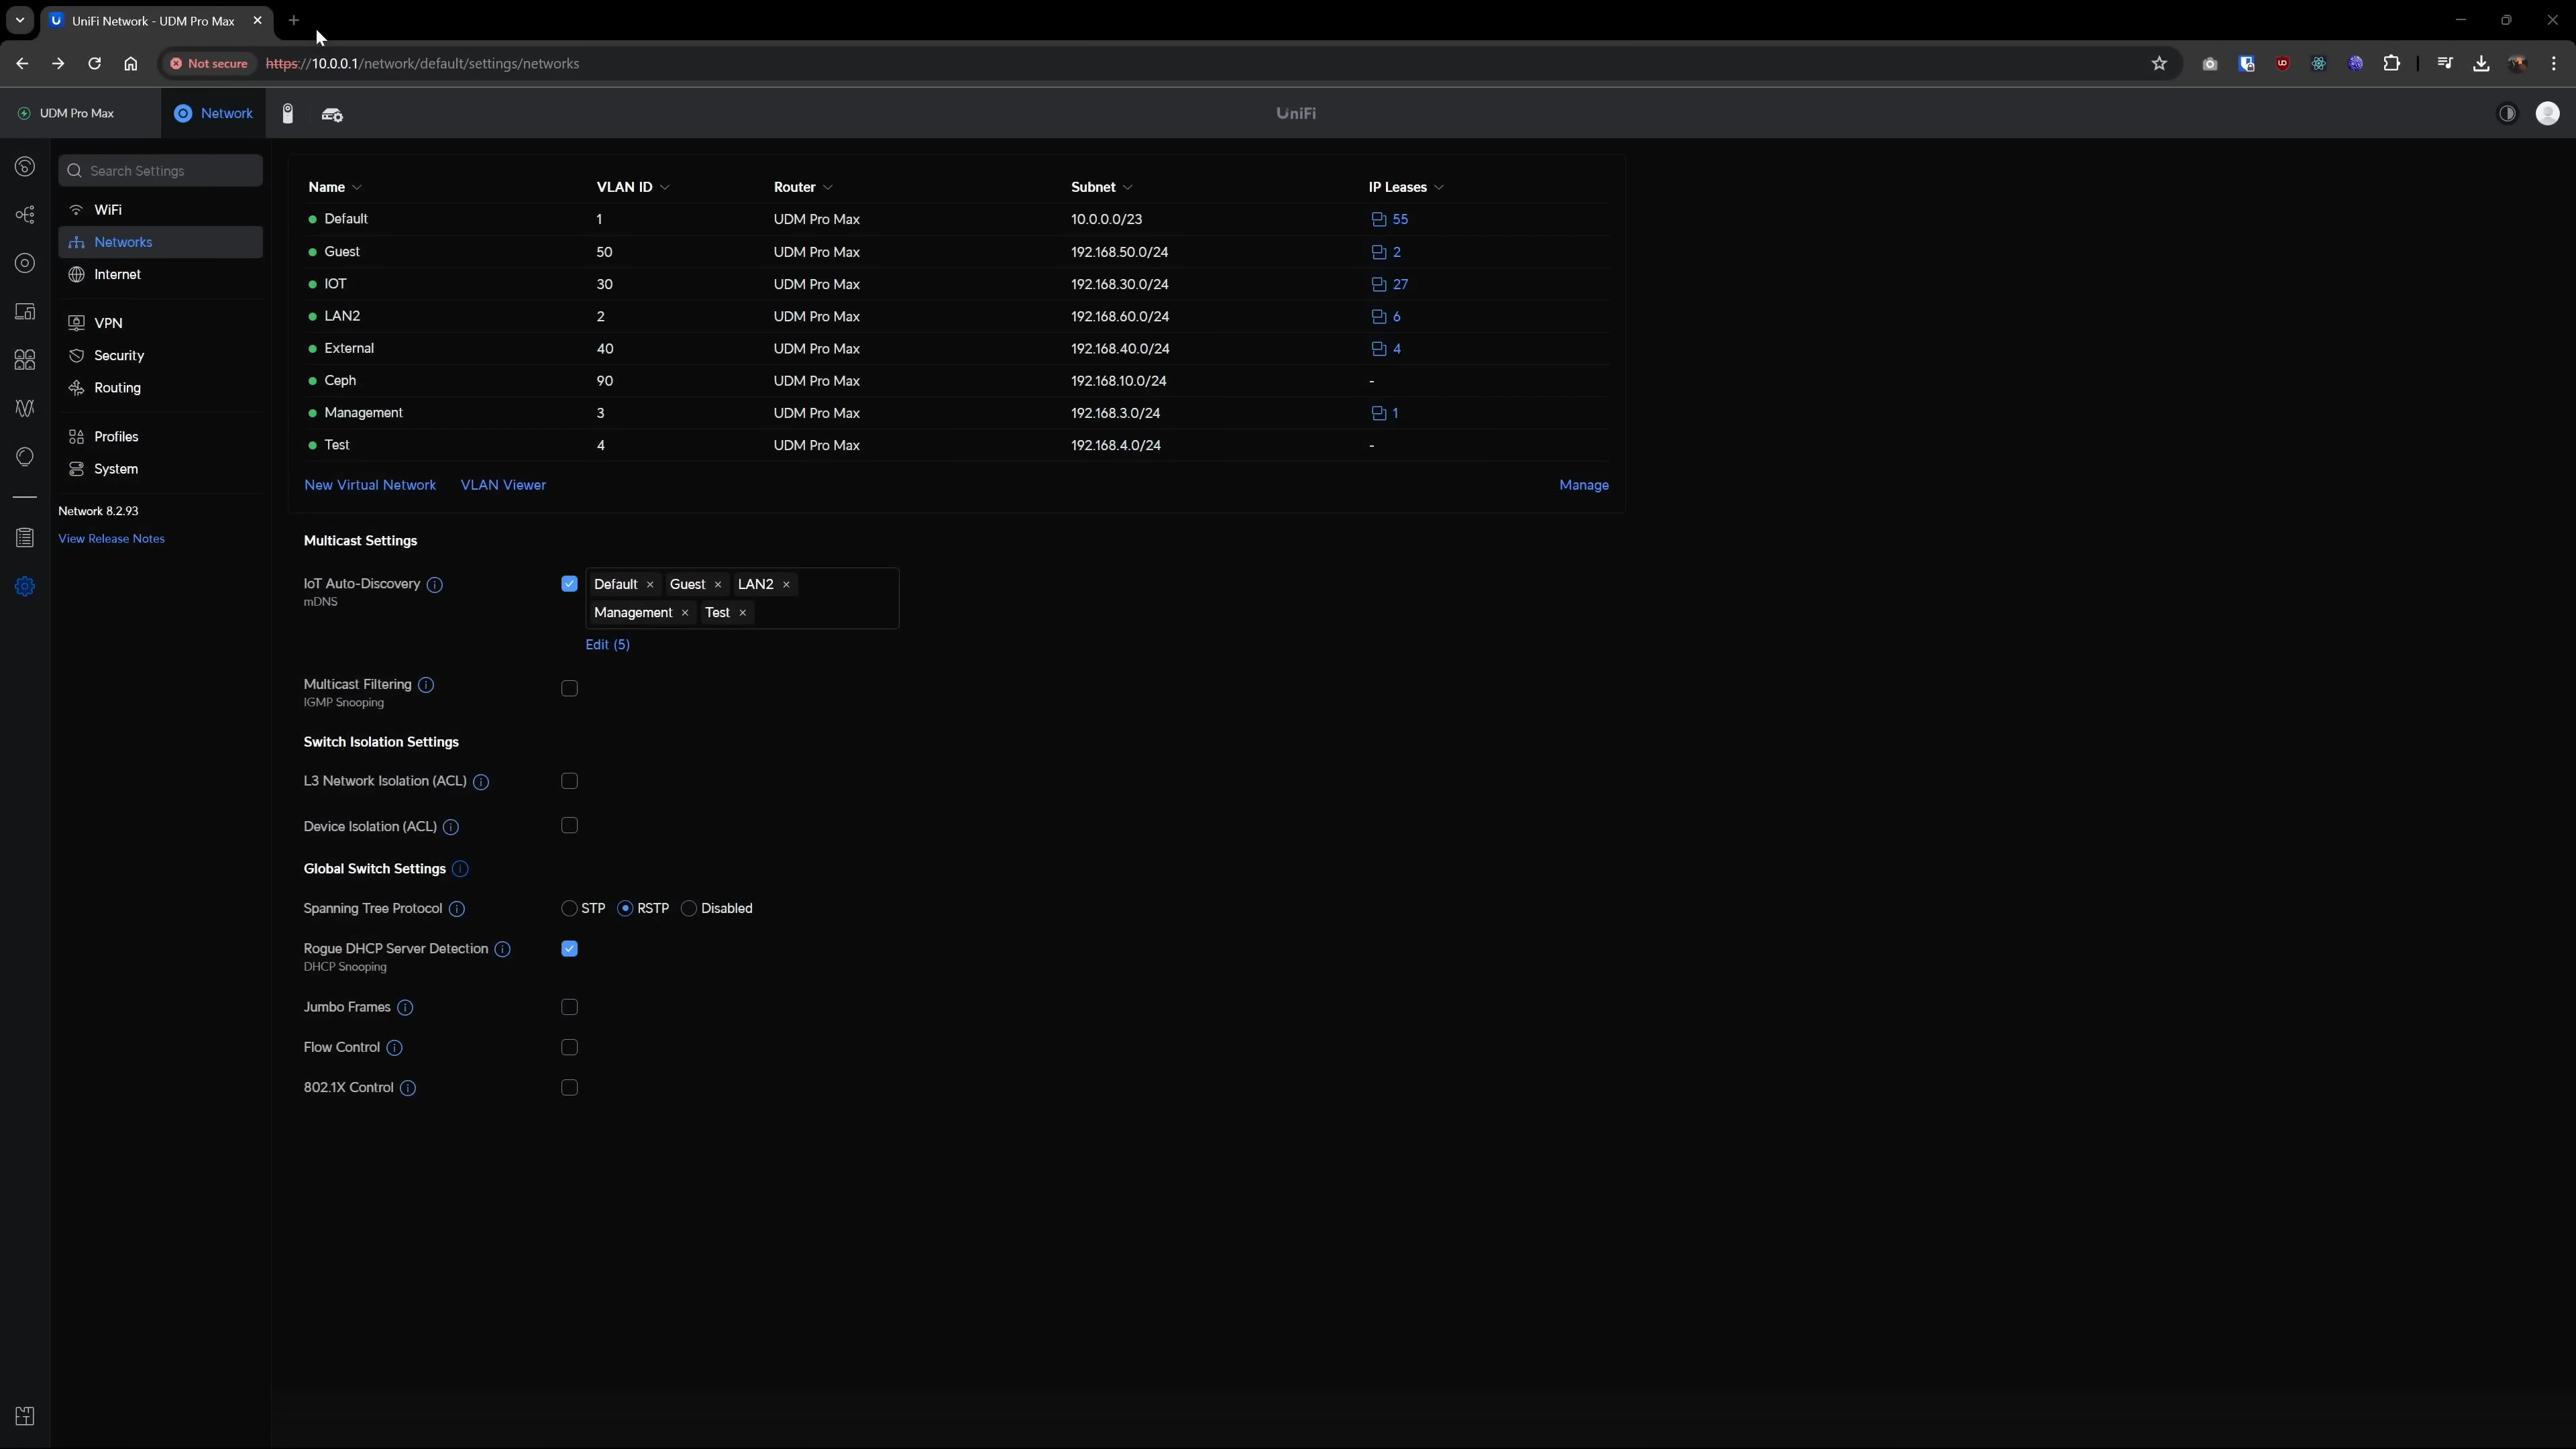 UniFi Network - UDM Pro Max
Not secure https://10.0.0.1/network/default/settings/networks
UDM Pro Max Network UniFi
Search Settings
WiFi
Networks
Internet
VPN
Security
Routing
Profiles
System
Network 8.2.93
View Release Notes
Name VLAN ID Router Subnet IP Leases
Default 1 UDM Pro Max 10.0.0.0/23 55
Guest 50 UDM Pro Max 192.168.50.0/24 2
IOT 30 UDM Pro Max 192.168.30.0/24 27
LAN2 2 UDM Pro Max 192.168.60.0/24 6
External 40 UDM Pro Max 192.168.40.0/24 4
Ceph 90 UDM Pro Max 192.168.10.0/24 -
Management 3 UDM Pro Max 192.168.3.0/24 1
Test 4 UDM Pro Max 192.168.4.0/24 -
New Virtual Network VLAN Viewer Manage
Multicast Settings
IoT Auto-Discovery Default Guest LAN2
mDNS
Management Test
Edit (5)
Multicast Filtering
IGMP Snooping
Switch Isolation Settings
L3 Network Isolation (ACL)
Device Isolation (ACL)
Global Switch Settings
Spanning Tree Protocol STP RSTP Disabled
Rogue DHCP Server Detection
DHCP Snooping
Jumbo Frames
Flow Control
802.1X Control